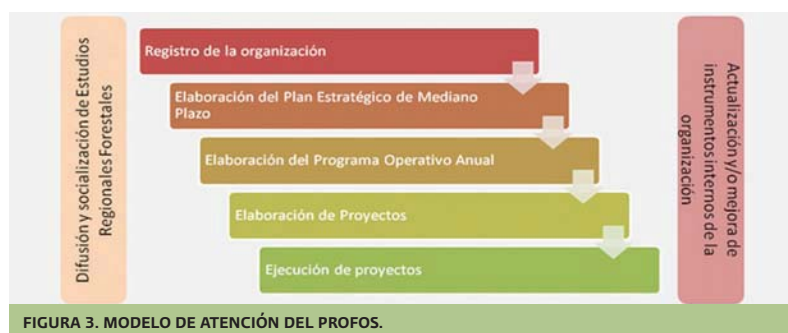 Difusión y socialización de Estudios
Regionales Forestales
Registro de la organización
Elaboración del Plan Estratégico de Mediano
Plazo
Elaboración del Programa Operativo Anual
Elaboración de Proyectos
Ejecución de proyectos
Actualización y/o mejora de
instrumentos internos de la
organización
FIGURA 3. MODELO DE ATENCIÓN DEL PROFOS.